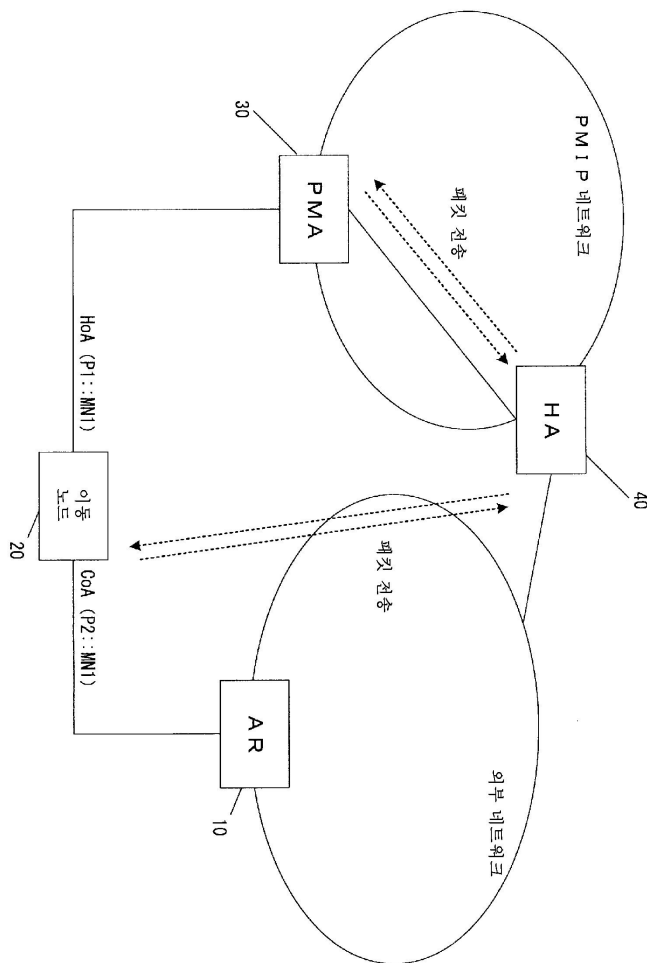 PMIP 네트워크
30
PMA
패킷 전송
HA
40
HoA (P1::MN1)
이동
노드
20
CoA (P2::MN1)
패킷 전송
AR
10
외부 네트워크